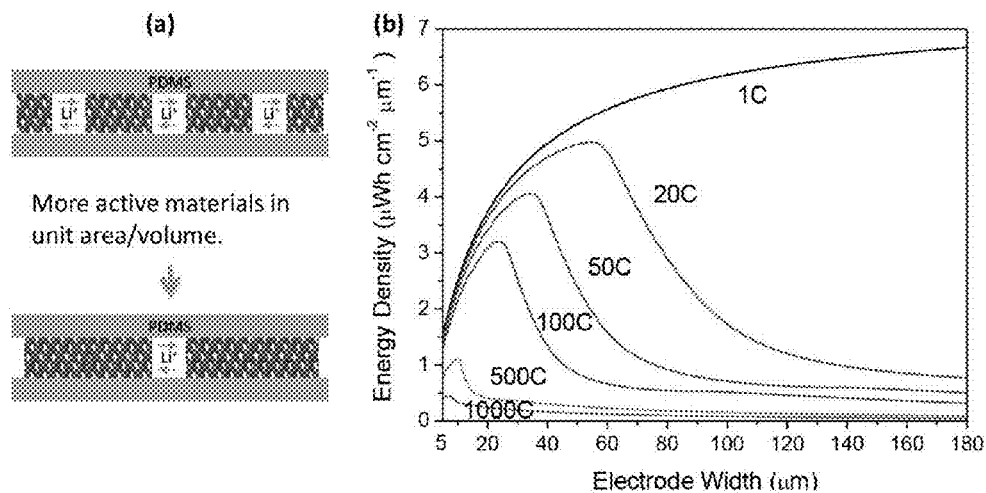 (a)
PDMS
Li⁺ Li⁺ Li⁺
More active materials in
unit area/volume.
PDMS
Li⁺
(b)
Energy Density (μWh cm⁻² μm⁻¹)
7
6
5
4
3
2
1
0
1C
20C
50C
100C
500C
1000C
5 20 40 60 80 100 120 140 160 180
Electrode Width (μm)